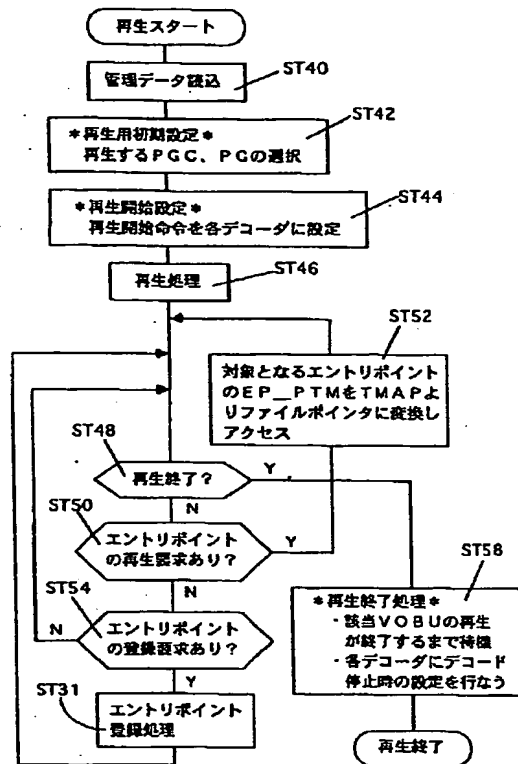 再生スタート
管理データ読込
ST40
ST42
＊再生用初期設定＊
再生するPGC、PGの選択
ST44
＊再生開始設定＊
再生開始命令を各デコーダに設定
ST46
再生処理
ST52
対象となるエントリポイント
のEP__PTMをTMAPよ
りファイルポインタに変換し
アクセス
ST48
再生終了？
Y
N
ST50
エントリポイント
の再生要求あり？
Y
N
ST54
エントリポイント
の登録要求あり？
N
Y
ST31
エントリポイント
登録処理
ST58
＊再生終了処理＊
・該当VOBUの再生
が終了するまで待機
・各デコーダにデコード
停止時の設定を行なう
再生終了